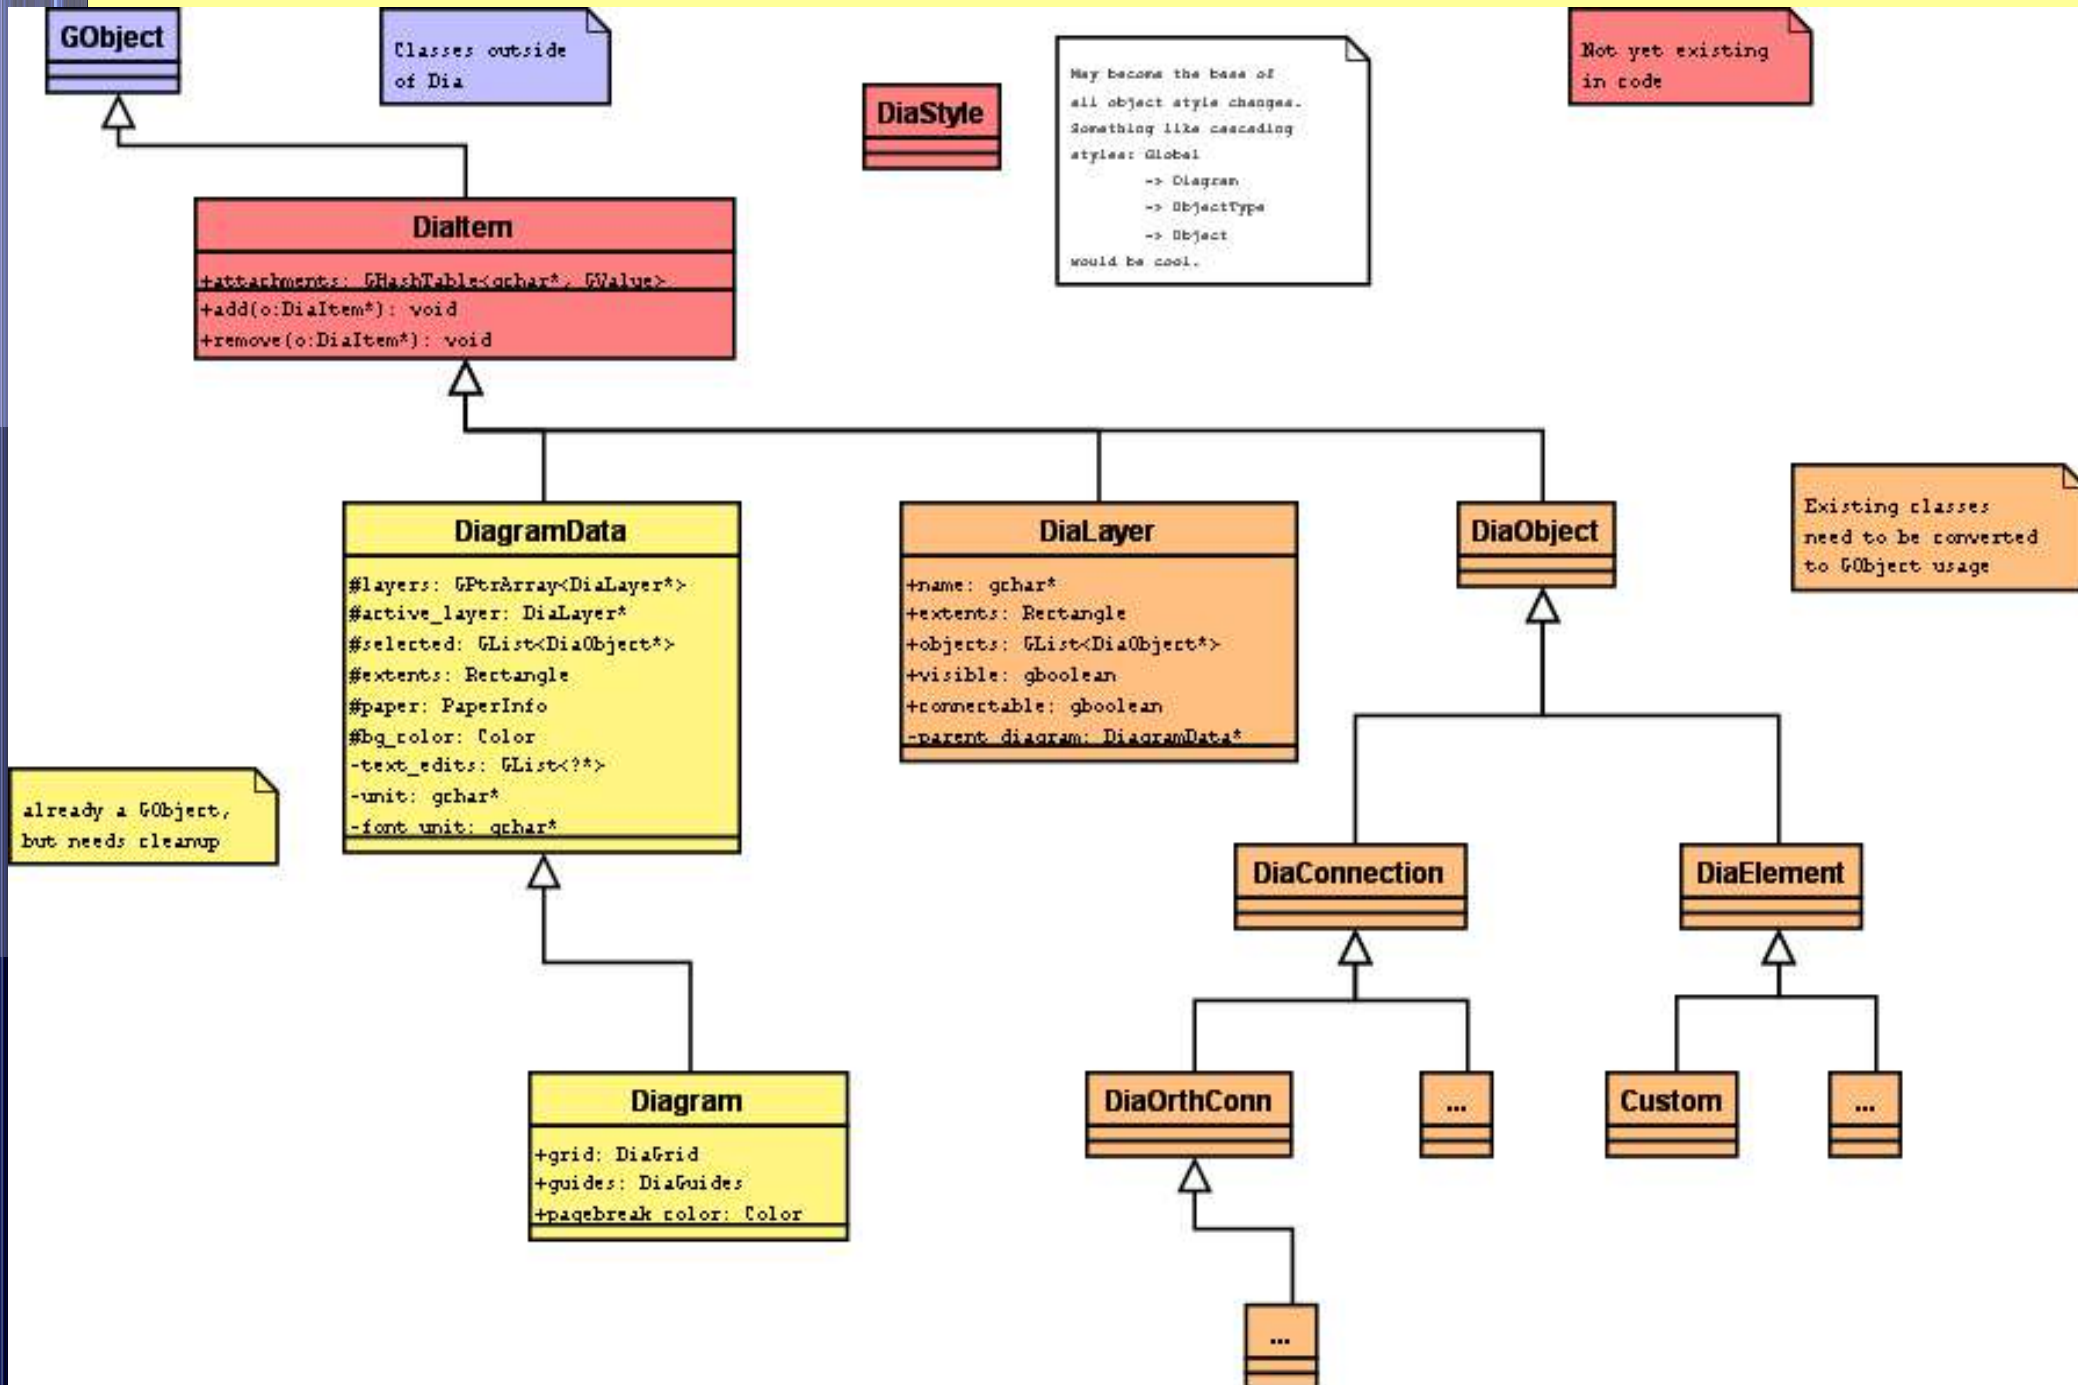 GObject
Classes outside
of Dia
DiaStyle
May become the base of
all object style changes.
Something like cascading
styles: Global
-> Diagram
-> ObjectType
-> Object
would be cool.
Not yet existing
in code
DiaItem
+attachments: GHashTable<gchar*, GValue>
+add(o:DiaItem*): void
+remove(o:DiaItem*): void
DiagramData
#layers: GPtrArray<DiaLayer*>
#active_layer: DiaLayer*
#selected: GList<DiaObject*>
#extents: Rectangle
#paper: PaperInfo
#bg_color: Color
-text_edits: GList<?*>
-unit: gchar*
-font_unit: gchar*
DiaLayer
+name: gchar*
+extents: Rectangle
+objects: GList<DiaObject*>
+visible: gboolean
+connectable: gboolean
-parent_diagram: DiagramData*
DiaObject
Existing classes
need to be converted
to GObject usage
already a GObject,
but needs cleanup
DiaConnection
DiaElement
Diagram
+grid: DiaGrid
+guides: DiaGuides
+pagebreak_color: Color
DiaOrthConn
...
Custom
...
...